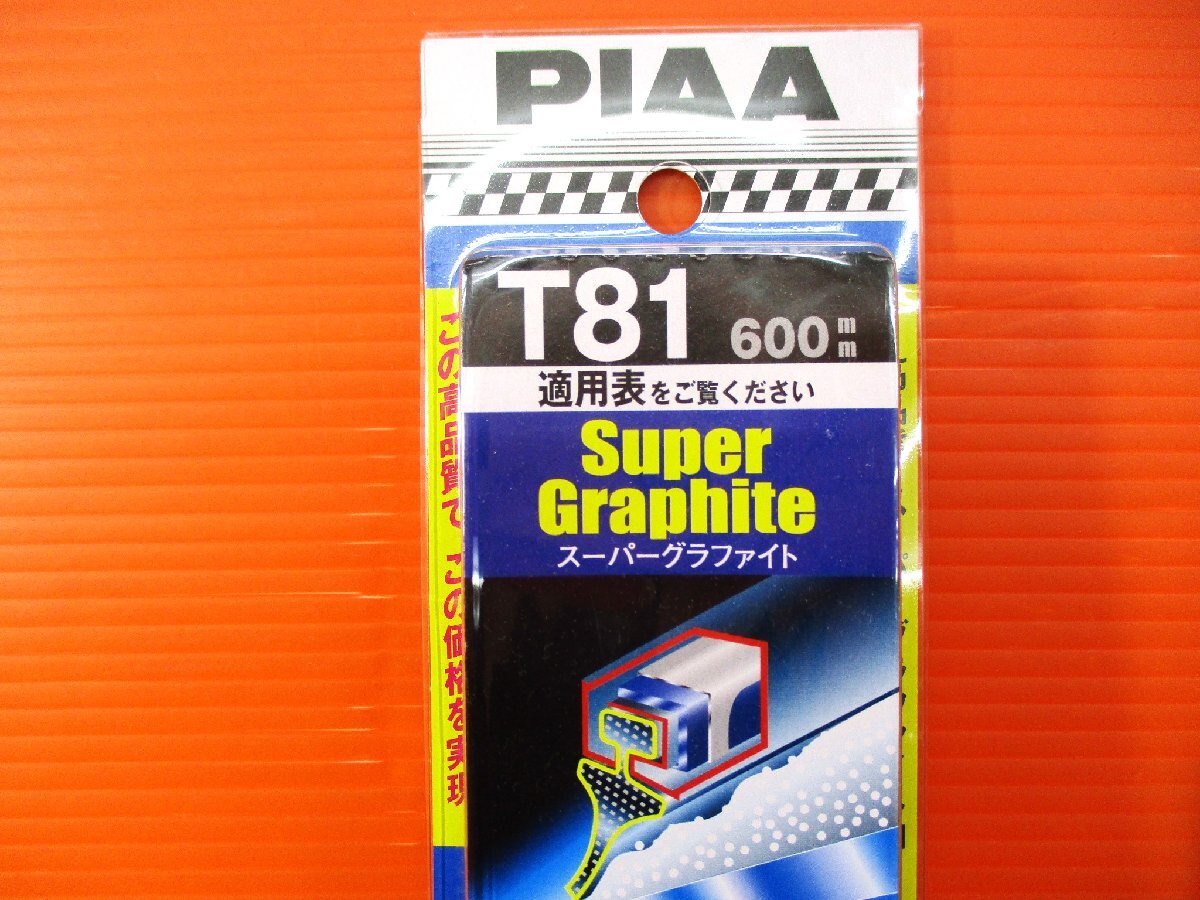 PIAA
T81 600mm
適用表をご覧ください
Super
Graphite
スーパーグラファイト
この高品質で この価格を実現